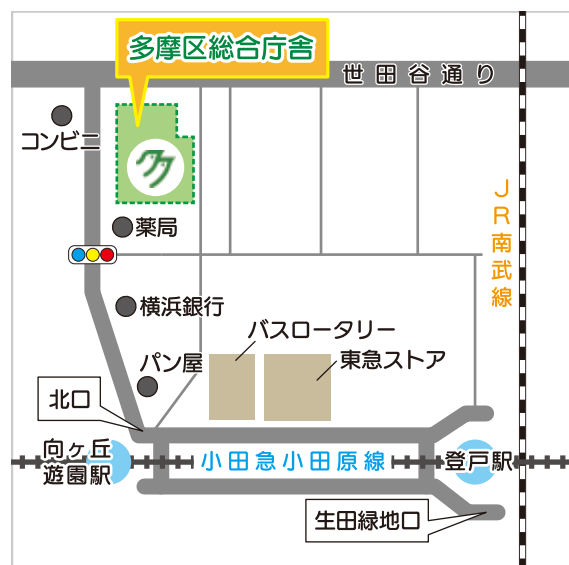 多摩区総合庁舎
世田谷通り
コンビニ
薬局
JR南武線
横浜銀行
バスロータリー
東急ストア
パン屋
北口
向ヶ丘
遊園駅
小田急小田原線
登戸駅
生田緑地口